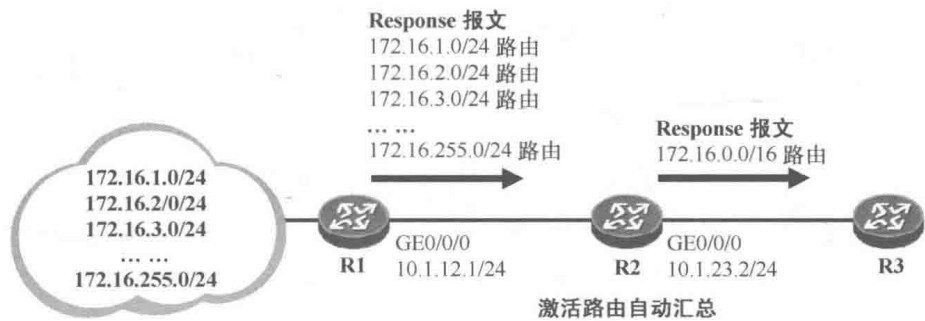 Response 报文
172.16.1.0/24 路由
172.16.2.0/24 路由
172.16.3.0/24 路由
… …
172.16.255.0/24 路由
Response 报文
172.16.0.0/16 路由
172.16.1.0/24
172.16.2/0/24
172.16.3.0/24
… …
172.16.255.0/24
R1
GE0/0/0
10.1.12.1/24
R2
GE0/0/0
10.1.23.2/24
R3
激活路由自动汇总